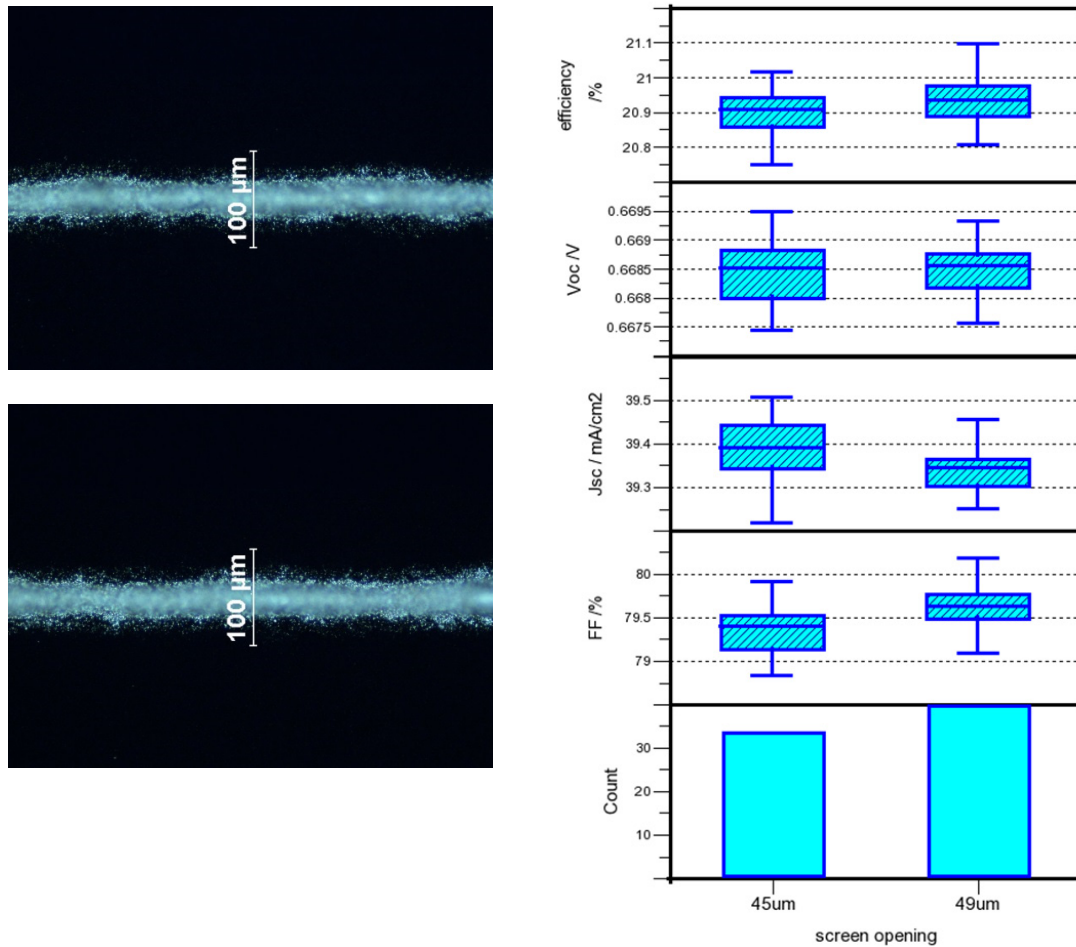 100 µm
100 µm
efficiency
/%
21.1
21
20.9
20.8
Voc /V
0.6695
0.669
0.6685
0.668
0.6675
Jsc / mA/cm2
39.5
39.4
39.3
FF /%
80
79.5
79
Count
30
20
10
45um 49um
screen opening